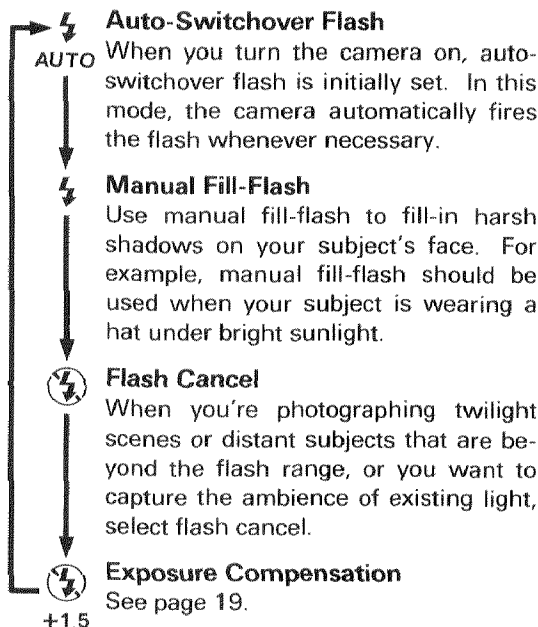 Auto-Switchover Flash
AUTO When you turn the camera on, auto-
switchover flash is initially set. In this
mode, the camera automatically fires
the flash whenever necessary.
Manual Fill-Flash
Use manual fill-flash to fill-in harsh
shadows on your subject's face. For
example, manual fill-flash should be
used when your subject is wearing a
hat under bright sunlight.
Flash Cancel
When you're photographing twilight
scenes or distant subjects that are be-
yond the flash range, or you want to
capture the ambience of existing light,
select flash cancel.
Exposure Compensation
See page 19.
+1.5